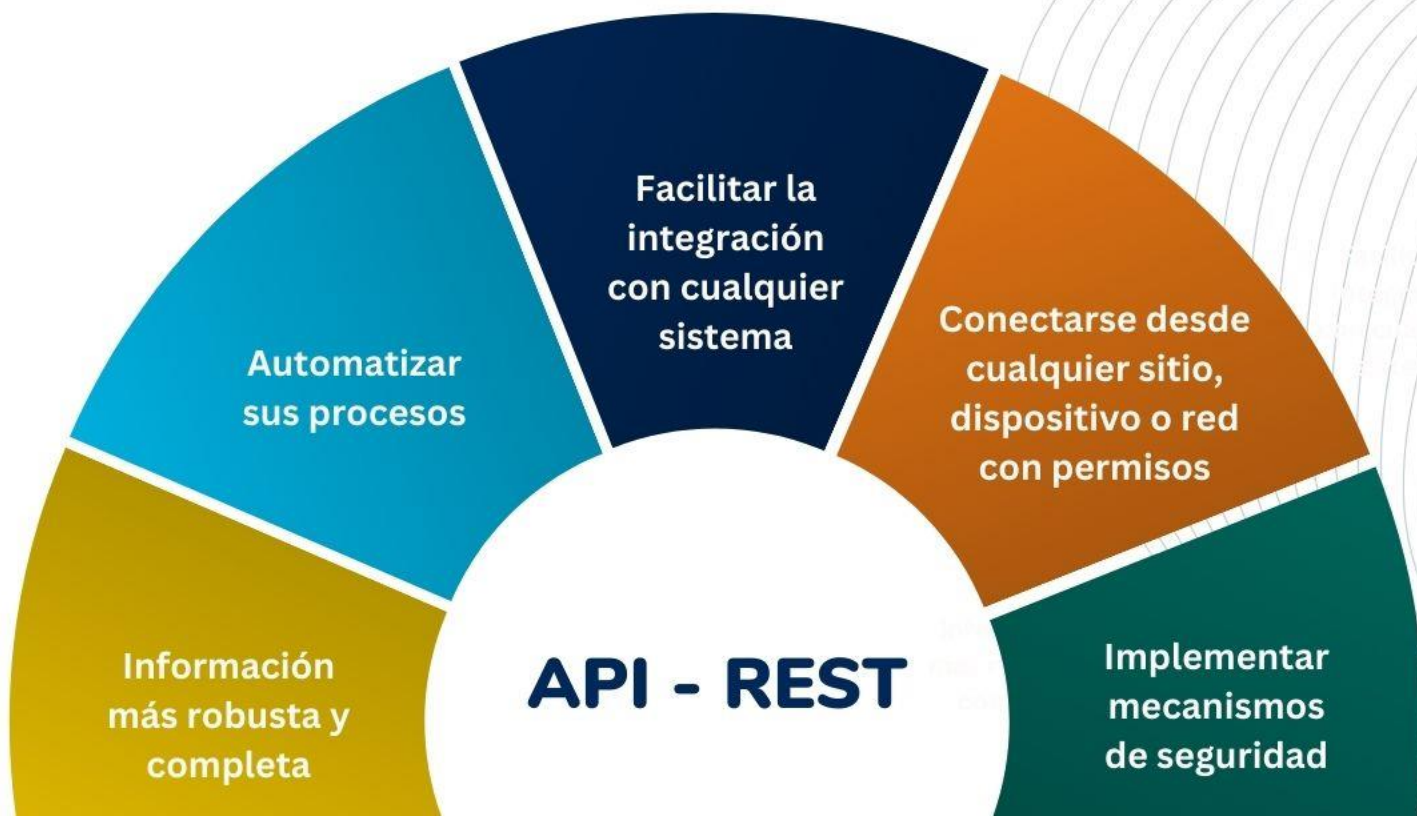 Facilitar la
integración
con cualquier
sistema
Conectarse desde
cualquier sitio,
dispositivo o red
con permisos
Automatizar
sus procesos
Información
más robusta y
completa
API - REST
Implementar
mecanismos
de seguridad